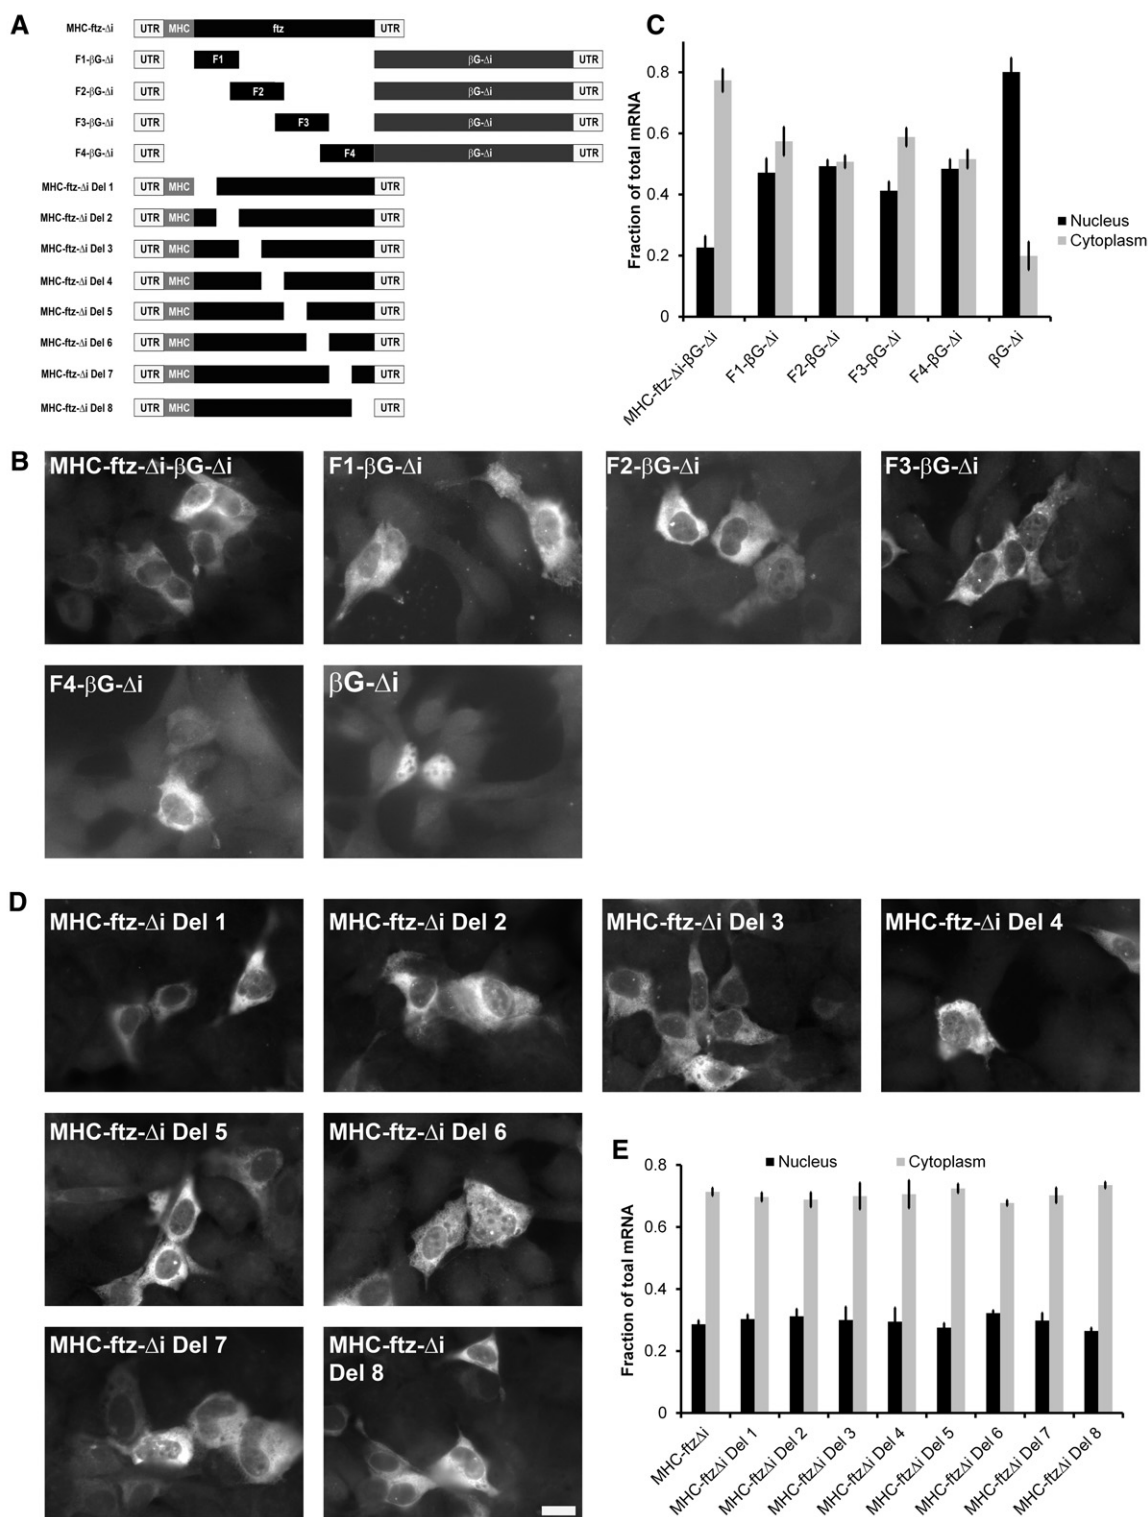 A
MHC-ftz-Δi UTR MHC ftz UTR
F1-βG-Δi UTR F1 βG-Δi UTR
F2-βG-Δi UTR F2 βG-Δi UTR
F3-βG-Δi UTR F3 βG-Δi UTR
F4-βG-Δi UTR F4 βG-Δi UTR
MHC-ftz-Δi Del 1 UTR MHC UTR
MHC-ftz-Δi Del 2 UTR MHC UTR
MHC-ftz-Δi Del 3 UTR MHC UTR
MHC-ftz-Δi Del 4 UTR MHC UTR
MHC-ftz-Δi Del 5 UTR MHC UTR
MHC-ftz-Δi Del 6 UTR MHC UTR
MHC-ftz-Δi Del 7 UTR MHC UTR
MHC-ftz-Δi Del 8 UTR MHC UTR
C
Fraction of total mRNA
0.8
0.6
0.4
0.2
0
Nucleus
Cytoplasm
MHC-ftz-Δi-βG-Δi
F1-βG-Δi
F2-βG-Δi
F3-βG-Δi
F4-βG-Δi
βG-Δi
B
MHC-ftz-Δi-βG-Δi
F1-βG-Δi
F2-βG-Δi
F3-βG-Δi
F4-βG-Δi
βG-Δi
D
MHC-ftz-Δi Del 1
MHC-ftz-Δi Del 2
MHC-ftz-Δi Del 3
MHC-ftz-Δi Del 4
MHC-ftz-Δi Del 5
MHC-ftz-Δi Del 6
MHC-ftz-Δi Del 7
MHC-ftz-Δi
Del 8
E
Fraction of toal mRNA
0.8
0.6
0.4
0.2
0
Nucleus
Cytoplasm
MHC-ftzΔi
MHC-ftzΔi Del 1
MHC-ftzΔi Del 2
MHC-ftzΔi Del 3
MHC-ftzΔi Del 4
MHC-ftzΔi Del 5
MHC-ftzΔi Del 6
MHC-ftzΔi Del 7
MHC-ftzΔi Del 8